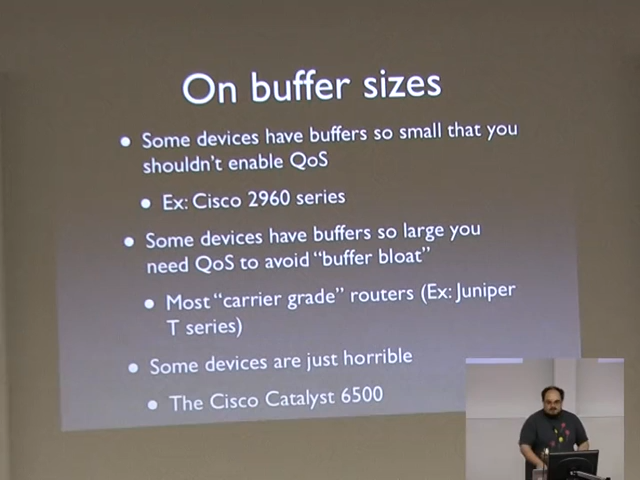 On buffer sizes
• Some devices have buffers so small that you
shouldn't enable QoS
• Ex: Cisco 2960 series
• Some devices have buffers so large you
need QoS to avoid "buffer bloat"
• Most "carrier grade" routers (Ex: Juniper
T series)
• Some devices are just horrible
• The Cisco Catalyst 6500